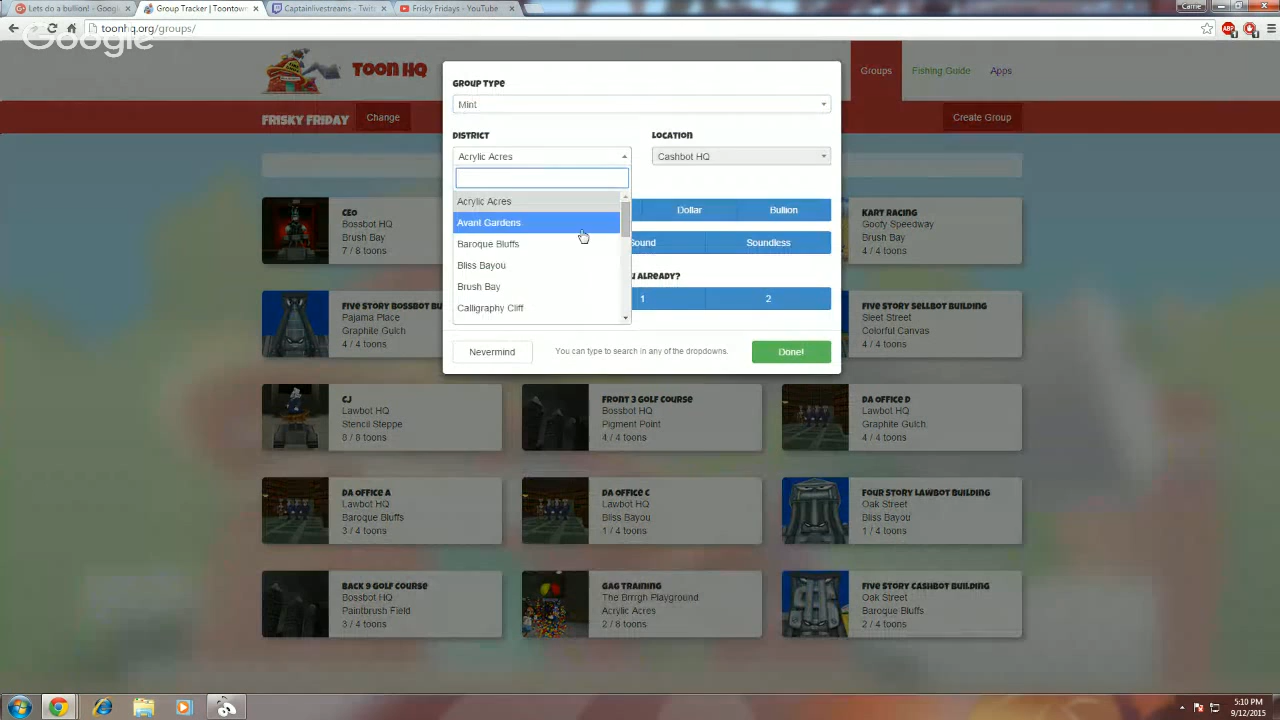 Lets do a bullion! - Google
Group Tracker | Toontown
Captainlivestreams - Twitc
Frisky Fridays - YouTube
Came
toonhq.org/groups/
Google
TOON HQ
Groups
Fishing Guide
Apps
FRISKY FRIDAY
Change
Create Group
GROUP TYPE
Mint
DISTRICT
LOCATION
Acrylic Acres
Cashbot HQ
Acrylic Acres
Avant Gardens
Baroque Bluffs
Bliss Bayou
Brush Bay
Calligraphy Cliff
Dollar
Bullion
Sound
Soundless
U ALREADY?
1
2
Nevermind
You can type to search in any of the dropdowns.
Done!
CEO
Bossbot HQ
Brush Bay
7 / 8 toons
KART RACING
Goofy Speedway
Brush Bay
4 / 4 toons
FIVE STORY BOSSBOT BU
Pajama Place
Graphite Gulch
4 / 4 toons
FIVE STORY SELLBOT BUILDING
Sleet Street
Colorful Canvas
4 / 4 toons
CJ
Lawbot HQ
Stencil Steppe
8 / 8 toons
FRONT 3 GOLF COURSE
Bossbot HQ
Pigment Point
4 / 4 toons
DA OFFICE D
Lawbot HQ
Graphite Gulch
4 / 4 toons
DA OFFICE A
Lawbot HQ
Baroque Bluffs
3 / 4 toons
DA OFFICE C
Lawbot HQ
Bliss Bayou
1 / 4 toons
FOUR STORY LAWBOT BUILDING
Oak Street
Bliss Bayou
1 / 4 toons
BACK 9 GOLF COURSE
Bossbot HQ
Paintbrush Field
3 / 4 toons
GAG TRAINING
The Brrrgh Playground
Acrylic Acres
2 / 8 toons
FIVE STORY CASHBOT BUILDING
Oak Street
Baroque Bluffs
2 / 4 toons
5:10 PM
9/12/2015